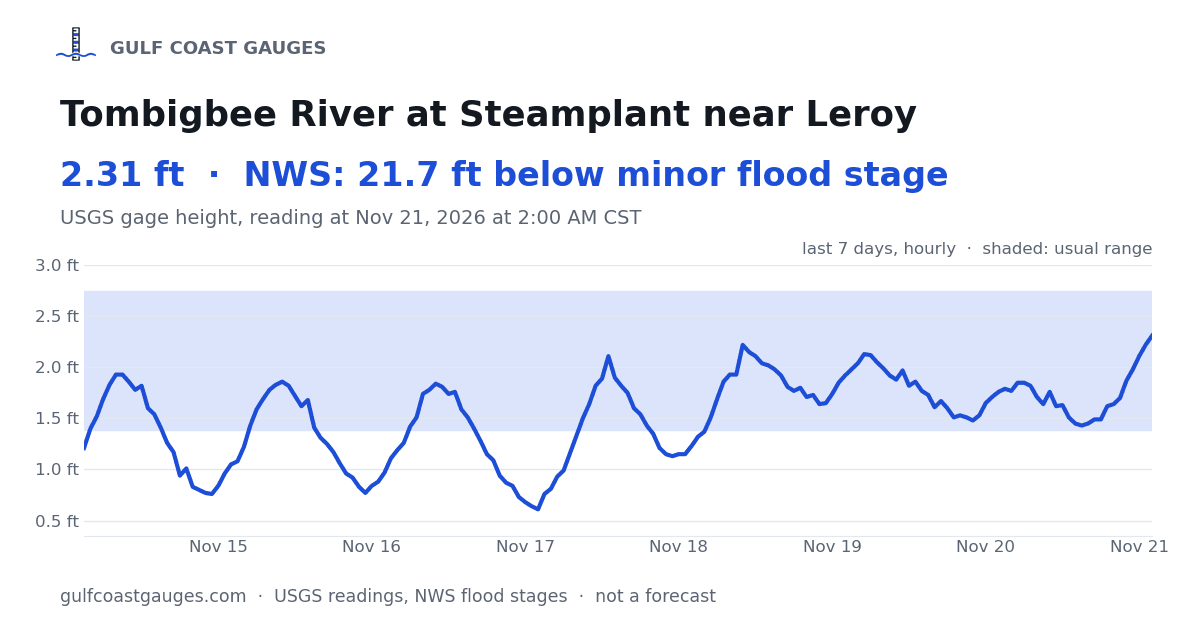 GULF COAST GAUGES
Tombigbee River at Steamplant near Leroy
2.31 ft · NWS: 21.7 ft below minor flood stage
USGS gage height, reading at Nov 21, 2026 at 2:00 AM CST
last 7 days, hourly · shaded: usual range
3.0 ft
2.5 ft
2.0 ft
1.5 ft
1.0 ft
0.5 ft
Nov 15 Nov 16 Nov 17 Nov 18 Nov 19 Nov 20 Nov 21
gulfcoastgauges.com · USGS readings, NWS flood stages · not a forecast